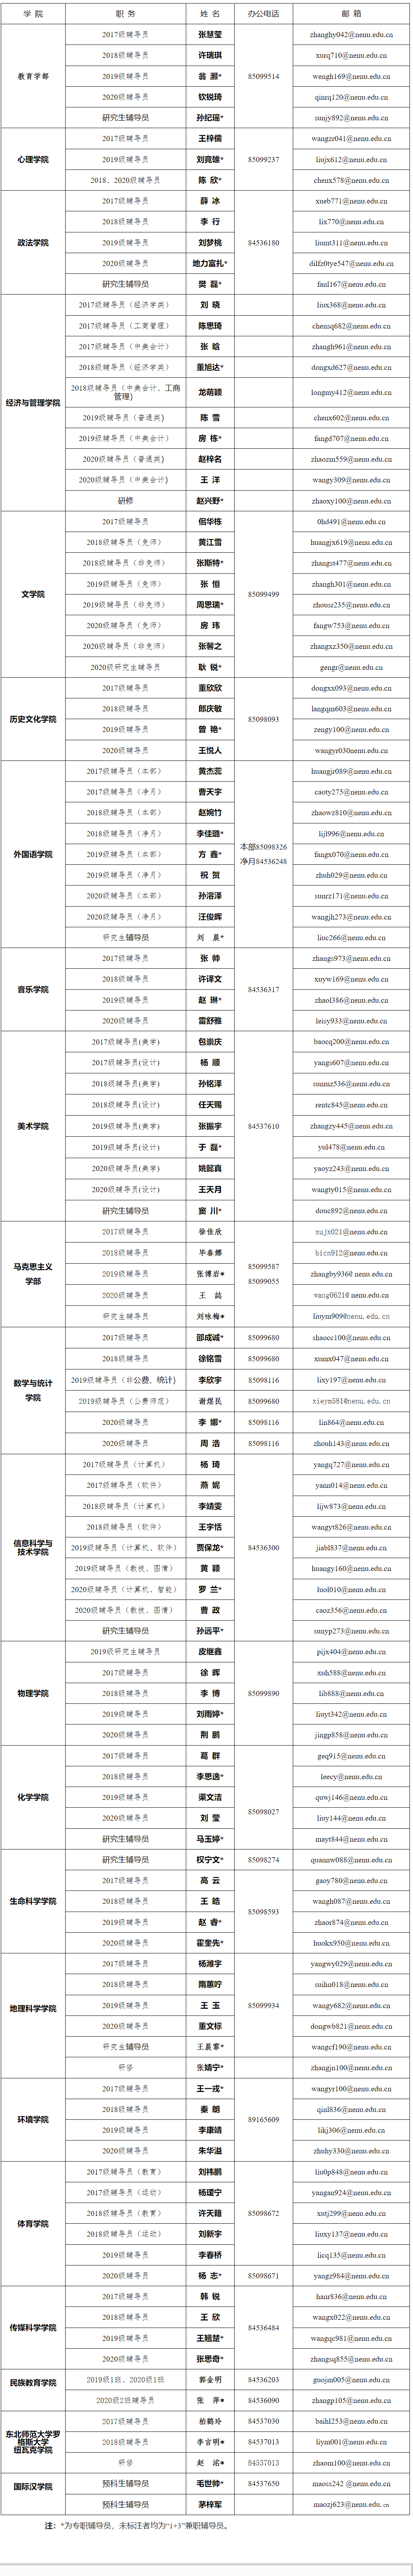 学 院 职 务 姓 名 办公电话 邮 箱
教育学部 2017级辅导员 张慧莹 85099514 zhanghy042@nenu.edu.cn
2018级辅导员 许瑞琪 xurq710@nenu.edu.cn
2019级辅导员 翁 灏* wengh169@nenu.edu.cn
2020级辅导员 钦锐琦 qinrq120@nenu.edu.cn
研究生辅导员 孙纪瑶* sunjy892@nenu.edu.cn
心理学院 2017级辅导员 王梓儒 85099237 wangzr041@nenu.edu.cn
2019级辅导员 刘竟雄* liujx612@nenu.edu.cn
2018、2020级辅导员 陈 欣* chenx578@nenu.edu.cn
政法学院 2017级辅导员 薛 冰 84536180 xueb771@nenu.edu.cn
2018级辅导员 李 行 lix770@nenu.edu.cn
2019级辅导员 刘梦桃 liumt311@nenu.edu.cn
2020级辅导员 地力富扎* dilfz0tye547@nenu.edu.cn
研究生辅导员 樊 磊* fanl167@nenu.edu.cn
经济与管理学院 2017级辅导员（经济学类） 刘 晓 liux368@nenu.edu.cn
2017级辅导员（工商管理） 陈思琦 chensq682@nenu.edu.cn
2017级辅导员（中美会计） 张 晗 zhangh961@nenu.edu.cn
2018级辅导员（经济学类） 董旭达* dongxd627@nenu.edu.cn
2018级辅导员（中美会计、工商
管理） 龙萌颖 longmy412@nenu.edu.cn
2019级辅导员（普通类） 陈 雪 chenx602@nenu.edu.cn
2019级辅导员（中美会计） 房 栋* fangd707@nenu.edu.cn
2020级辅导员（普通类） 赵梓名 zhaozm559@nenu.edu.cn
2020级辅导员（中美会计） 王 洋 wangy309@nenu.edu.cn
研修 赵兴野* zhaoxy100@nenu.edu.cn
文学院 2017级辅导员 佀华栋 85099499 0hd491@nenu.edu.cn
2018级辅导员（免师） 黄江雪 huangjx619@nenu.edu.cn
2018级辅导员（非免师） 张斯特* zhangst477@nenu.edu.cn
2019级辅导员（免师） 张 恒 zhangh301@nenu.edu.cn
2019级辅导员（非免师） 周思瑞* zhousr235@nenu.edu.cn
2020级辅导员（免师） 房 玮 fangw753@nenu.edu.cn
2020级辅导员（非免师） 张馨之 zhangxz350@nenu.edu.cn
2020级研究生辅导员 耿 锐* gengr@nenu.edu.cn
历史文化学院 2017级辅导员 董欣欣 85098093 dongxx093@nenu.edu.cn
2018级辅导员 郎庆敏 langqm603@nenu.edu.cn
2019级辅导员 曾 艳* zengy100@nenu.edu.cn
2020级辅导员 王悦人 wangyr030nenu.edu.cn
外国语学院 2017级辅导员（本部） 黄杰蕊 本部85098326
净月84536248 huangjr089@nenu.edu.cn
2017级辅导员（净月） 曹天宇 caoty275@nenu.edu.cn
2018级辅导员（本部） 赵婉竹 zhaowz810@nenu.edu.cn
2018级辅导员（净月） 李佳璐* lijl996@nenu.edu.cn
2019级辅导员（本部） 方 鑫* fangx070@nenu.edu.cn
2019级辅导员（净月） 祝 贺 zhuh029@nenu.edu.cn
2020级辅导员（本部） 孙溶泽 sunrz171@nenu.edu.cn
2020级辅导员（净月） 汪俊晖 wangjh273@nenu.edu.cn
研究生辅导员 刘 晨* liuc266@nenu.edu.cn
音乐学院 2017级辅导员 张 帅 84536317 zhangs973@nenu.edu.cn
2018级辅导员 许译文 xuyw169@nenu.edu.cn
2019级辅导员 赵 琳* zhaol386@nenu.edu.cn
2020级辅导员 雷舒雅 leisy933@nenu.edu.cn
美术学院 2017级辅导员(美学) 包崇庆 84537610 baocq200@nenu.edu.cn
2017级辅导员(设计) 杨 顺 yangs607@nenu.edu.cn
2018级辅导员(美学) 孙铭泽 sunmz536@nenu.edu.cn
2018级辅导员(设计) 任天赐 rentc845@nenu.edu.cn
2019级辅导员(美学) 张振宇 zhangzy445@nenu.edu.cn
2019级辅导员(设计) 于 磊* yul478@nenu.edu.cn
2020级辅导员(美学) 姚懿真 yaoyz243@nenu.edu.cn
2020级辅导员(设计) 王天月 wangty015@nenu.edu.cn
研究生辅导员 窦 川* douc892@nenu.edu.cn
马克思主义
学部 2017级辅导员 徐佳欣 85099587
85099055 xujx021@nenu.edu.cn
2018级辅导员 毕春娜 bicn912@nenu.edu.cn
2019级辅导员 张博岩* zhangby936@nenu.edu.cn
2020级辅导员 王 懿 wang0621@nenu.edu.cn
研究生辅导员 刘咏梅* liuym909@nenu.edu.cn
数学与统计
学院 2017级辅导员 邵成诚* 85099680 shaocc100@nenu.edu.cn
2018级辅导员 徐铭雪 85099680 xumx047@nenu.edu.cn
2019级辅导员（非公费、统计） 李欣宇 85098116 lixy197@nenu.edu.cn
2019级辅导员（公费师范） 谢煜民 85099680 xieym581@nenu.edu.cn
2020级辅导员 李 娜* 85098116 lin864@nenu.edu.cn
2020级辅导员 周 浩 85098116 zhouh143@nenu.edu.cn
信息科学与
技术学院 2017级辅导员（计算机） 杨 琦 84536300 yangq727@nenu.edu.cn
2017级辅导员（软件） 燕 妮 yann014@nenu.edu.cn
2018级辅导员（计算机） 李婧雯 lijw873@nenu.edu.cn
2018级辅导员（软件） 王宇恬 wangyt826@nenu.edu.cn
2019级辅导员（计算机、软件） 贾保龙* jiabl837@nenu.edu.cn
2019级辅导员（教技、图情） 黄 颖 huangy160@nenu.edu.cn
2020级辅导员（计算机、智能） 罗 兰* luol010@nenu.edu.cn
2020级辅导员（教技、图情） 曹 政 caoz356@nenu.edu.cn
研究生辅导员 孙远平* sunyp273@nenu.edu.cn
物理学院 2019级研究生辅导员 皮继鑫 85099890 pijx404@nenu.edu.cn
2017级辅导员 徐 晖 xuh588@nenu.edu.cn
2018级辅导员 李 博 lib888@nenu.edu.cn
2019级辅导员 刘雨婷* liuyt342@nenu.edu.cn
2020级辅导员 荆 鹏 jingp858@nenu.edu.cn
化学学院 2017级辅导员 葛 群 85098027 geq915@nenu.edu.cn
2018级辅导员 李思逸* leecy@nenu.edu.cn
2019级辅导员 渠文洁 quwj146@nenu.edu.cn
2020级辅导员 刘 莹 liuy144@nenu.edu.cn
研究生辅导员 马玉婷* mayt844@nenu.edu.cn
生命科学学院 研究生辅导员 权宁文* 85098274 quannw088@nenu.edu.cn
2017级辅导员 高 云 85098593 gaoy780@nenu.edu.cn
2018级辅导员 王 皓 wangh087@nenu.edu.cn
2019级辅导员 赵 睿* zhaor874@nenu.edu.cn
2020级辅导员 霍奎先* huokx950@nenu.edu.cn
地理科学学院 2017级辅导员 杨潍宇 85099934 yangwy029@nenu.edu.cn
2018级辅导员 隋蕙咛 suihn018@nenu.edu.cn
2019级辅导员 王 玉 wangy682@nenu.edu.cn
2020级辅导员 董文标 dongwb821@nenu.edu.cn
研究生辅导员 王晨霏* wangcf190@nenu.edu.cn
研修 张婧宁* zhangjn100@nenu.edu.cn
环境学院 2017级辅导员 王一戎* 89165609 wangyr100@nenu.edu.cn
2018级辅导员 秦 朗 qinl836@nenu.edu.cn
2019级辅导员 李康靖 likj306@nenu.edu.cn
2020级辅导员 朱华溢 zhuhy330@nenu.edu.cn
体育学院 2017级辅导员（教育） 刘祎鹏 85098672 liu0p848@nenu.edu.cn
2017级辅导员（运动） 杨瑷宁 yangan924@nenu.edu.cn
2018级辅导员（教育） 许天籍 xutj299@nenu.edu.cn
2018级辅导员（运动） 刘新宇 liuxy137@nenu.edu.cn
2019级辅导员 李春桥 licq135@nenu.edu.cn
2020级辅导员 杨 志* 85098671 yangz984@nenu.edu.cn
传媒科学学院 2017级辅导员 韩 锐 84536484 hanr836@nenu.edu.cn
2018级辅导员 王 欣 wangx022@nenu.edu.cn
2019级辅导员 王翘楚* wangqc981@nenu.edu.cn
2020级辅导员 张思奇* zhangsq855@nenu.edu.cn
民族教育学院 2019级1班、2020级1班 郭金明 84536203 guojm005@nenu.edu.cn
2020级2班辅导员 张 萍* 84536090 zhangp105@nenu.edu.cn
东北师范大学罗
格斯大学
纽瓦克学院 2017级辅导员 柏鹤玲 84537030 baihl253@nenu.edu.cn
2018级辅导员 李言明* 84537013 liym001@nenu.edu.cn
研修 赵 洺* 84537013 zhaom100@nenu.edu.cn
国际汉学院 预科生辅导员 毛世帅* 84537650 maoss242 @nenu.edu.cn
预科生辅导员 茅梓军 maozj623@nenu.edu.cn
注：*为专职辅导员，未标注者均为“1+3”兼职辅导员。